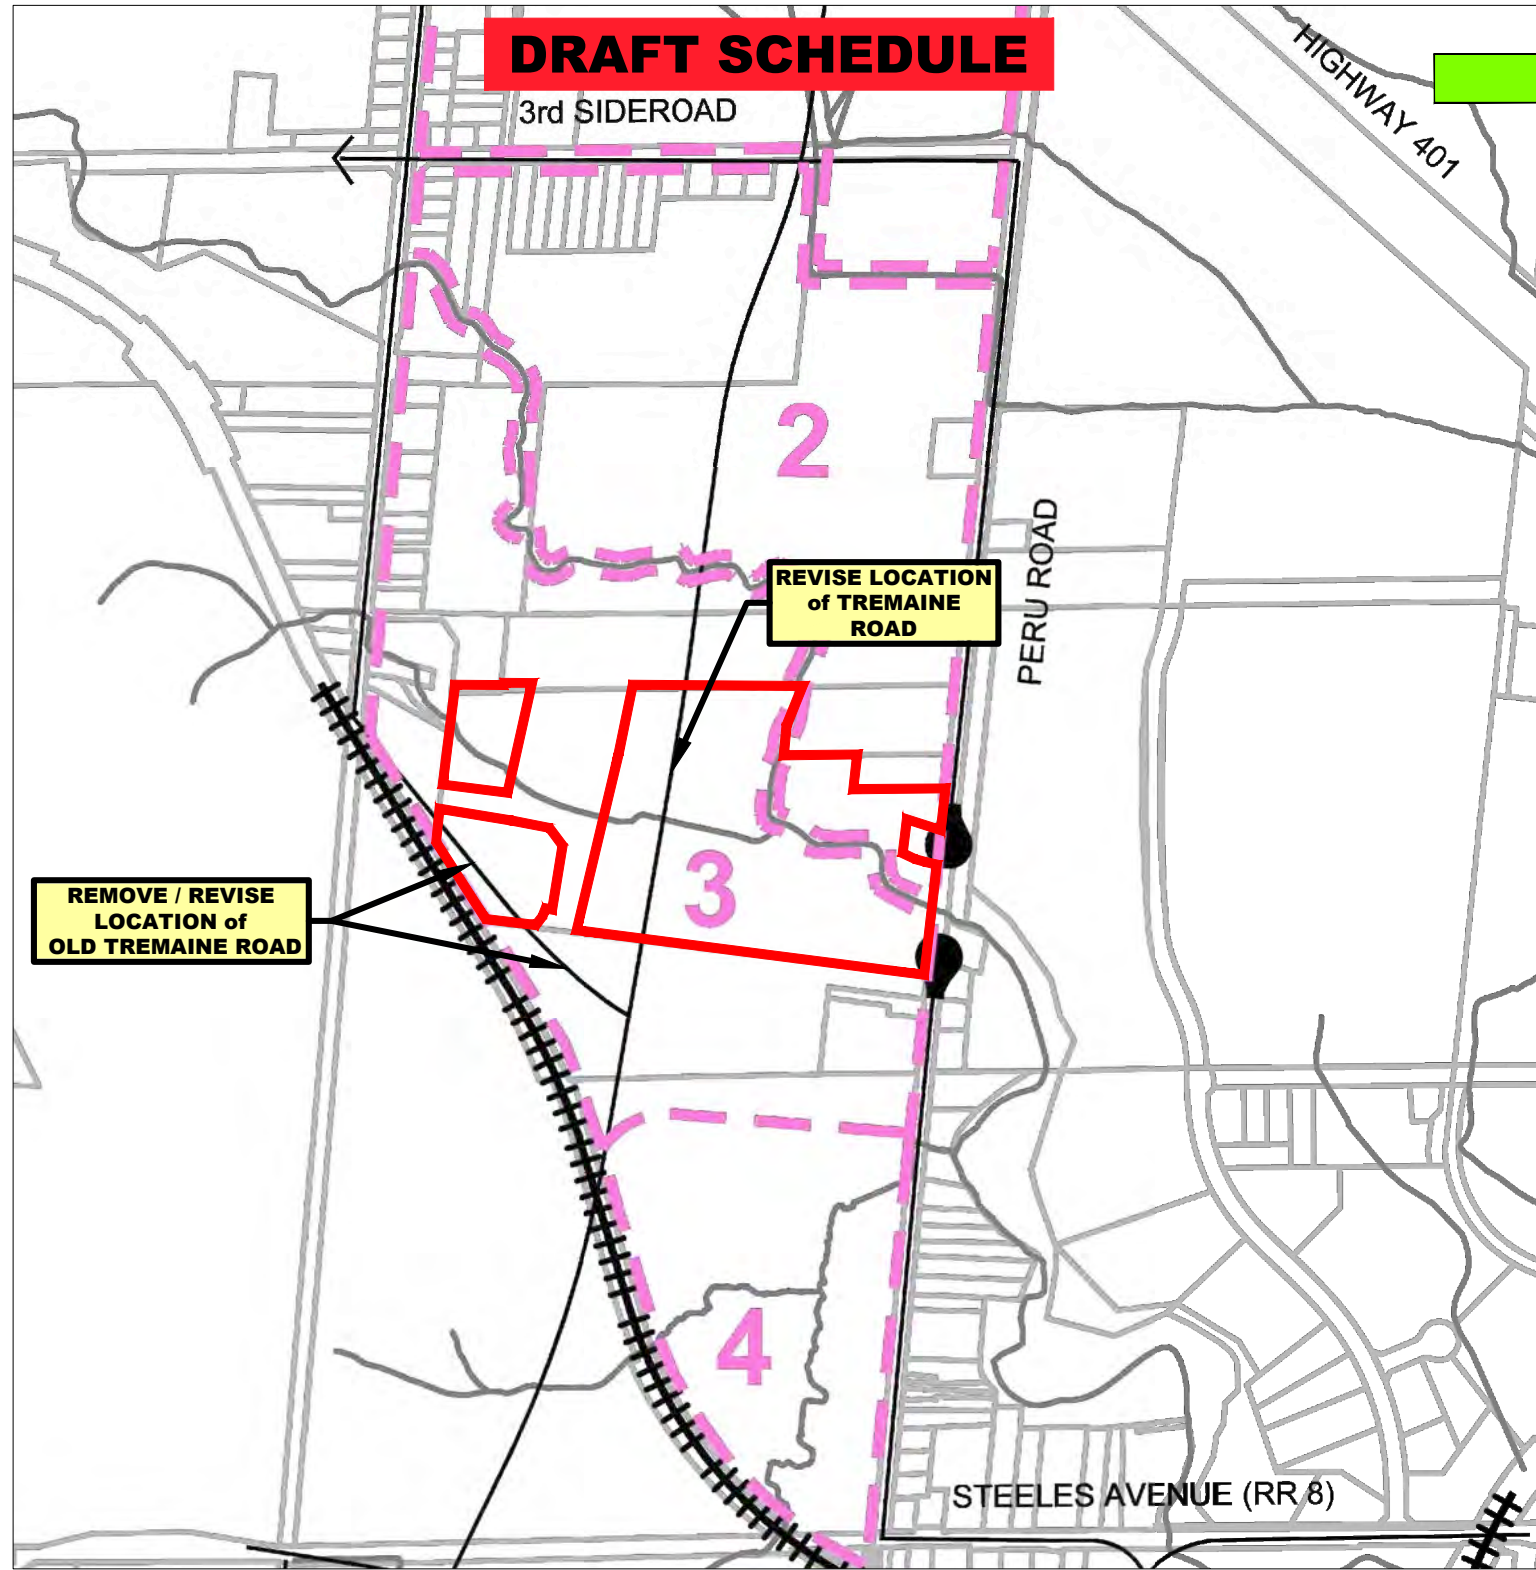 DRAFT SCHEDULE
3rd SIDEROAD
HIGHWAY 401
2
PERU ROAD
REVISE LOCATION
of TREMAINE
ROAD
3
REMOVE / REVISE
LOCATION of
OLD TREMAINE ROAD
4
STEELES AVENUE (RR 8)